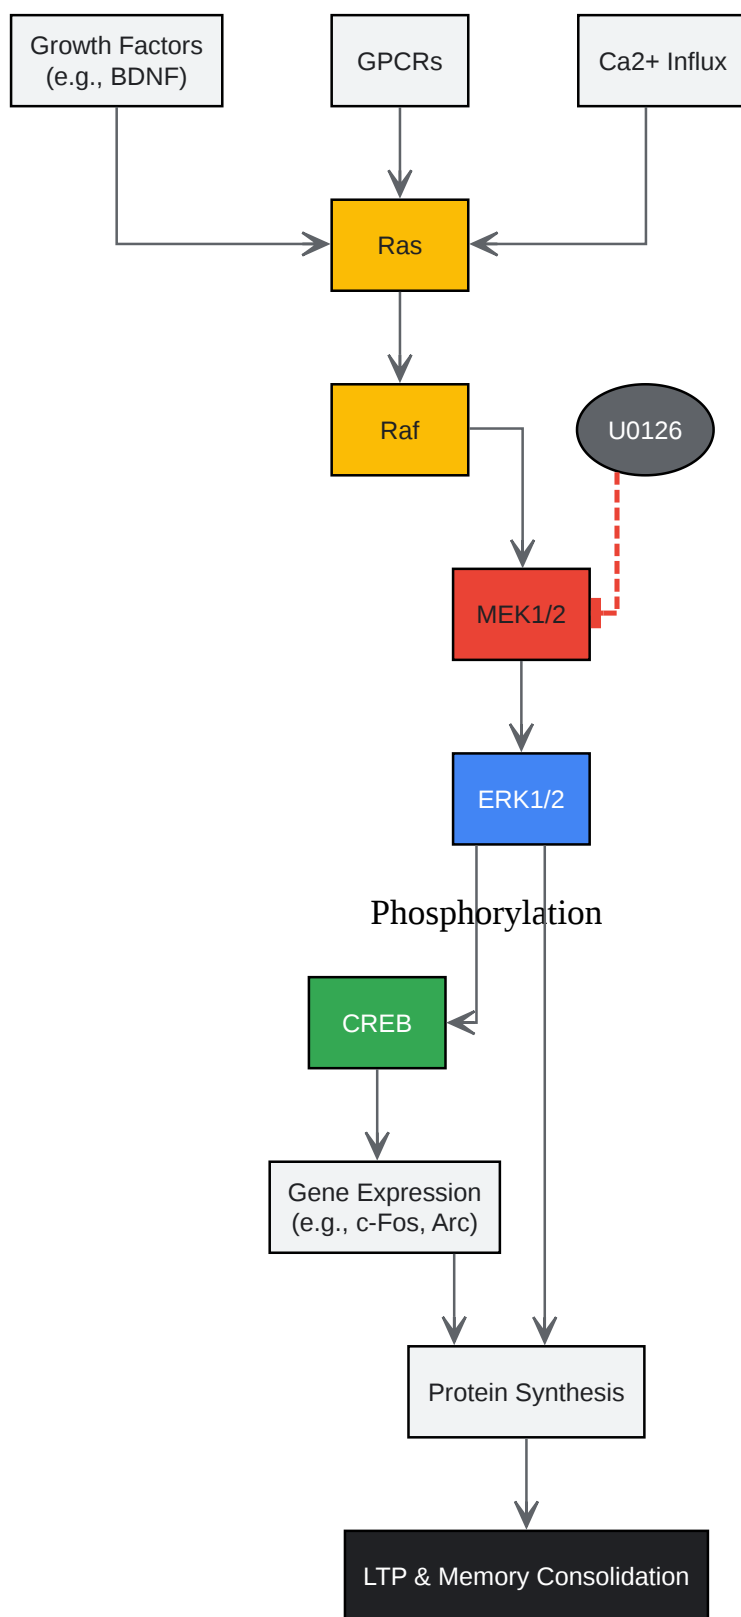 Growth Factors
(e.g., BDNF)
GPCRs
Ca2+ Influx
Ras
Raf
U0126
MEK1/2
ERK1/2
Phosphorylation
CREB
Gene Expression
(e.g., c-Fos, Arc)
Protein Synthesis
LTP & Memory Consolidation